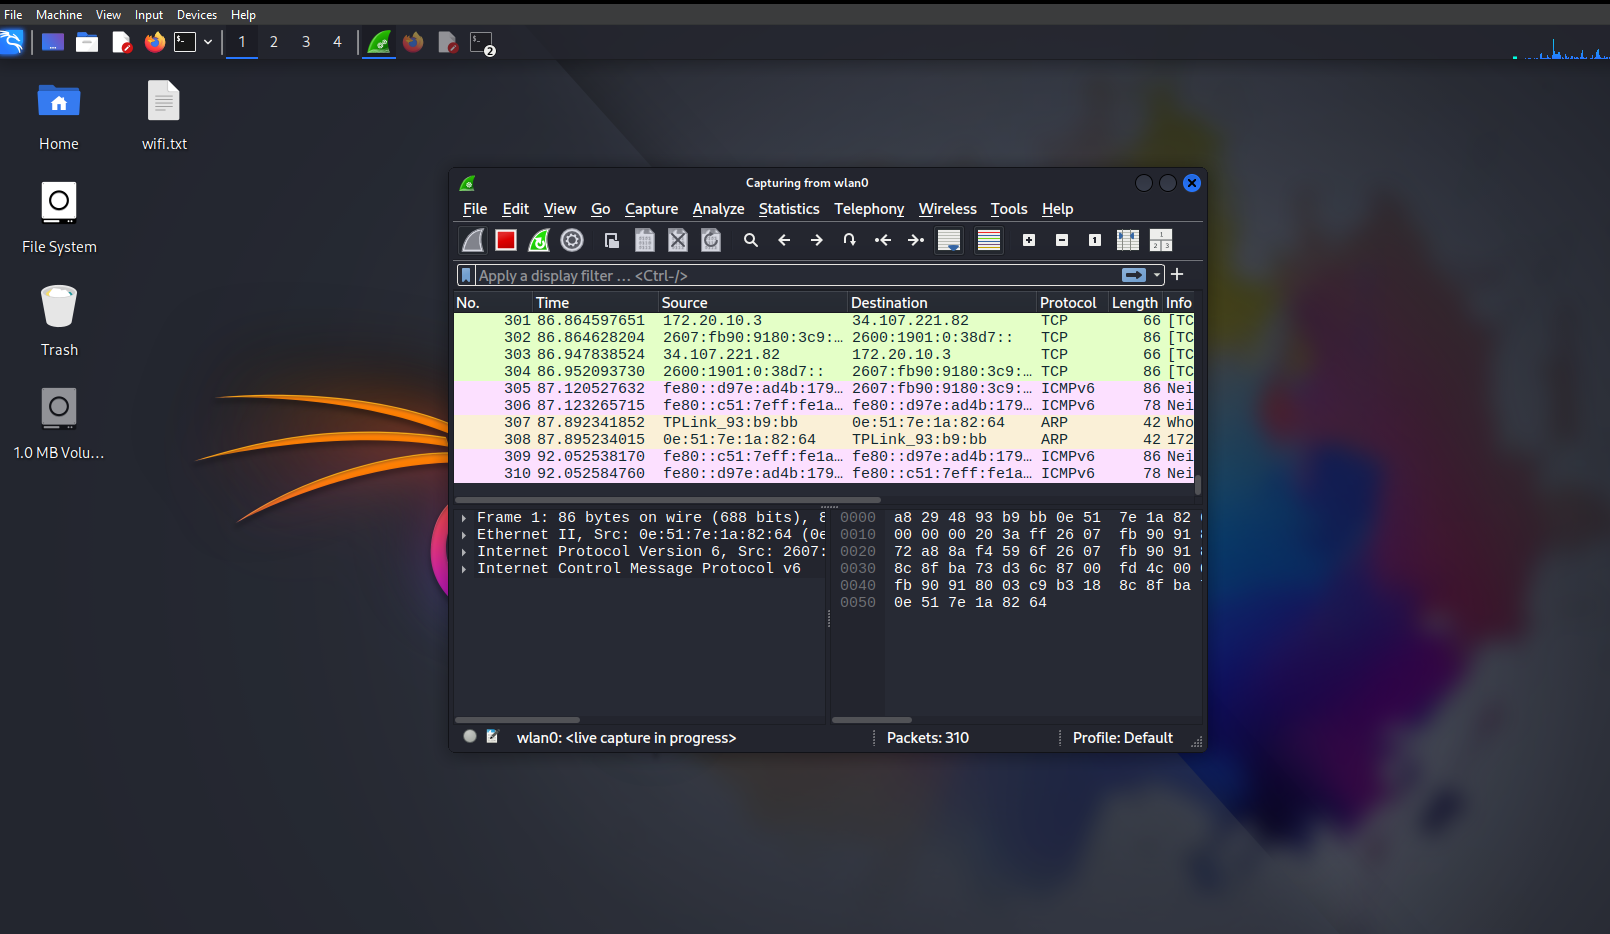 File Machine View Input Devices Help
1 2 3 4 2
Home
wifi.txt
File System
Trash
1.0 MB Volu...
Capturing from wlan0
File Edit View Go Capture Analyze Statistics Telephony Wireless Tools Help
Apply a display filter ... <Ctrl-/>
No. Time Source Destination Protocol Length Info
301 86.864597651 172.20.10.3 34.107.221.82 TCP 66 [TC
302 86.864628204 2607:fb90:9180:3c9:… 2600:1901:0:38d7:: TCP 86 [TC
303 86.947838524 34.107.221.82 172.20.10.3 TCP 66 [TC
304 86.952093730 2600:1901:0:38d7:: 2607:fb90:9180:3c9:… TCP 86 [TC
305 87.120527632 fe80::d97e:ad4b:179… 2607:fb90:9180:3c9:… ICMPv6 86 Nei
306 87.123265715 fe80::c51:7eff:fe1a… fe80::d97e:ad4b:179… ICMPv6 78 Nei
307 87.892341852 TPLink_93:b9:bb 0e:51:7e:1a:82:64 ARP 42 Who
308 87.895234015 0e:51:7e:1a:82:64 TPLink_93:b9:bb ARP 42 172
309 92.052538170 fe80::c51:7eff:fe1a… fe80::d97e:ad4b:179… ICMPv6 86 Nei
310 92.052584760 fe80::d97e:ad4b:179… fe80::c51:7eff:fe1a… ICMPv6 78 Nei
Frame 1: 86 bytes on wire (688 bits), 8
Ethernet II, Src: 0e:51:7e:1a:82:64 (0e
Internet Protocol Version 6, Src: 2607:
Internet Control Message Protocol v6
0000 a8 29 48 93 b9 bb 0e 51 7e 1a 82
0010 00 00 00 20 3a ff 26 07 fb 90 91
0020 72 a8 8a f4 59 6f 26 07 fb 90 91
0030 8c 8f ba 73 d3 6c 87 00 fd 4c 00
0040 fb 90 91 80 03 c9 b3 18 8c 8f ba
0050 0e 51 7e 1a 82 64
wlan0: <live capture in progress> Packets: 310 Profile: Default